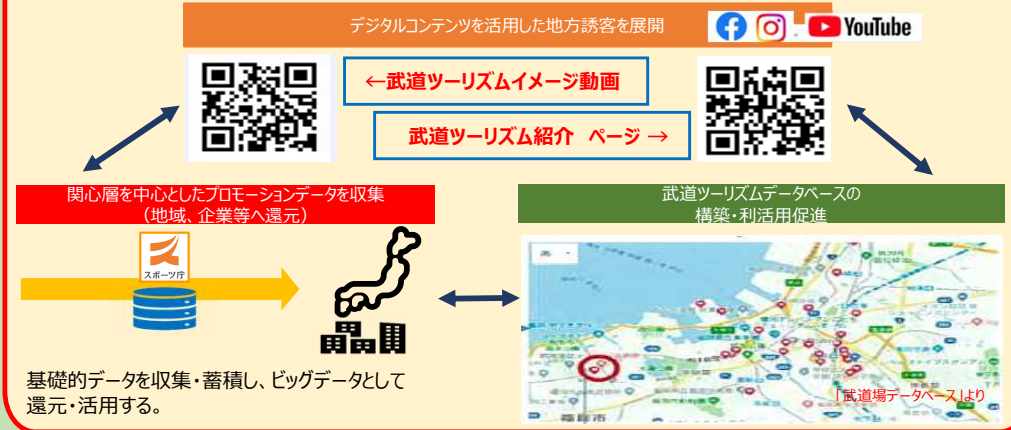 デジタルコンテンツを活用した地方誘客を展開
YouTube
←武道ツーリズムイメージ動画
武道ツーリズム紹介 ページ →
関心層を中心としたプロモーションデータを収集
（地域、企業等へ還元）
武道ツーリズムデータベースの
構築・利活用促進
スポーツ庁
基礎的データを収集・蓄積し、ビッグデータとして
還元・活用する。
福岡市
「武道場データベース」より